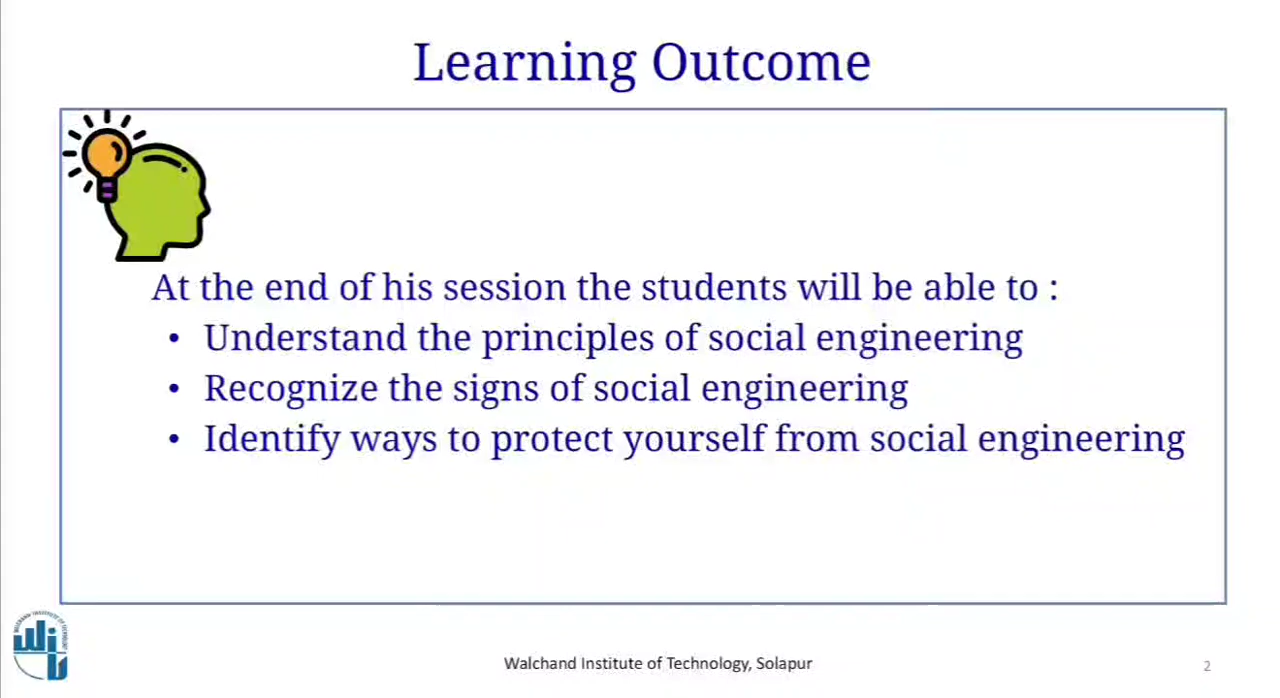 Learning Outcome
At the end of his session the students will be able to :
• Understand the principles of social engineering
• Recognize the signs of social engineering
• Identify ways to protect yourself from social engineering
Walchand Institute of Technology, Solapur
2